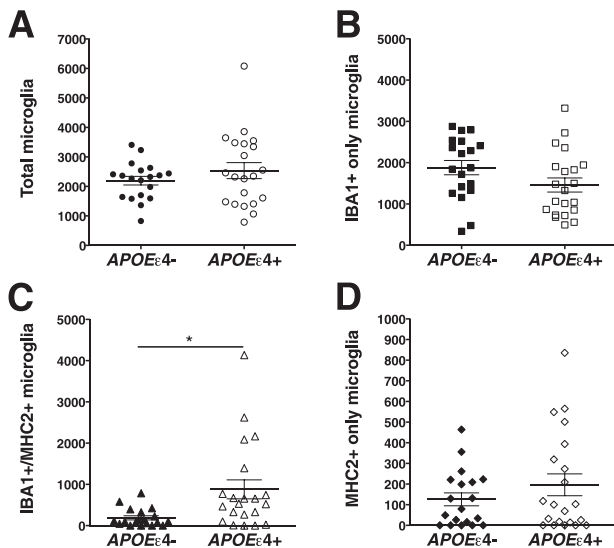 A
Total microglia
7000
6000
5000
4000
3000
2000
1000
0
APOEε4-
APOEε4+
B
IBA1+ only microglia
5000
4000
3000
2000
1000
0
APOEε4-
APOEε4+
C
IBA1+/MHC2+ microglia
5000
4000
3000
2000
1000
0
*
APOEε4-
APOEε4+
D
MHC2+ only microglia
1000
900
800
700
600
500
400
300
200
100
0
APOEε4-
APOEε4+